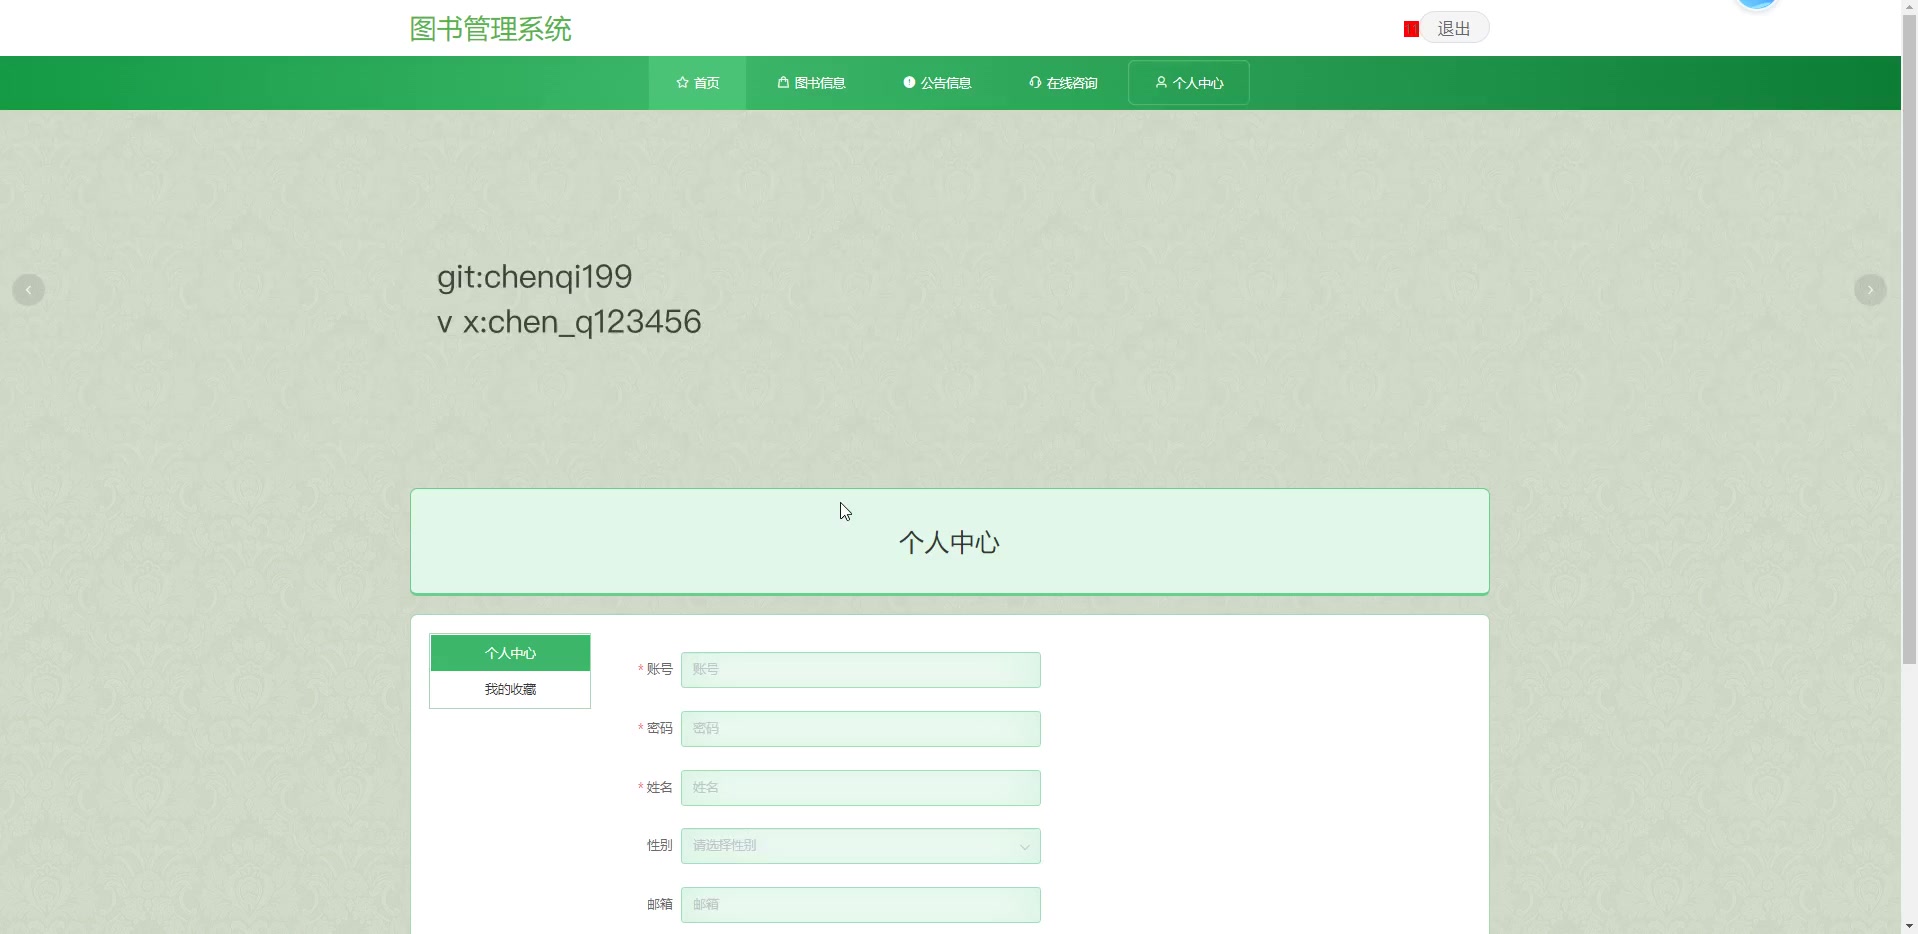 图书管理系统
退出
首页
图书信息
公告信息
在线咨询
个人中心
git:chenqi199
v x:chen_q123456
个人中心
个人中心
我的收藏
* 账号 账号
* 密码 密码
* 姓名 姓名
性别 请选择性别
邮箱 邮箱